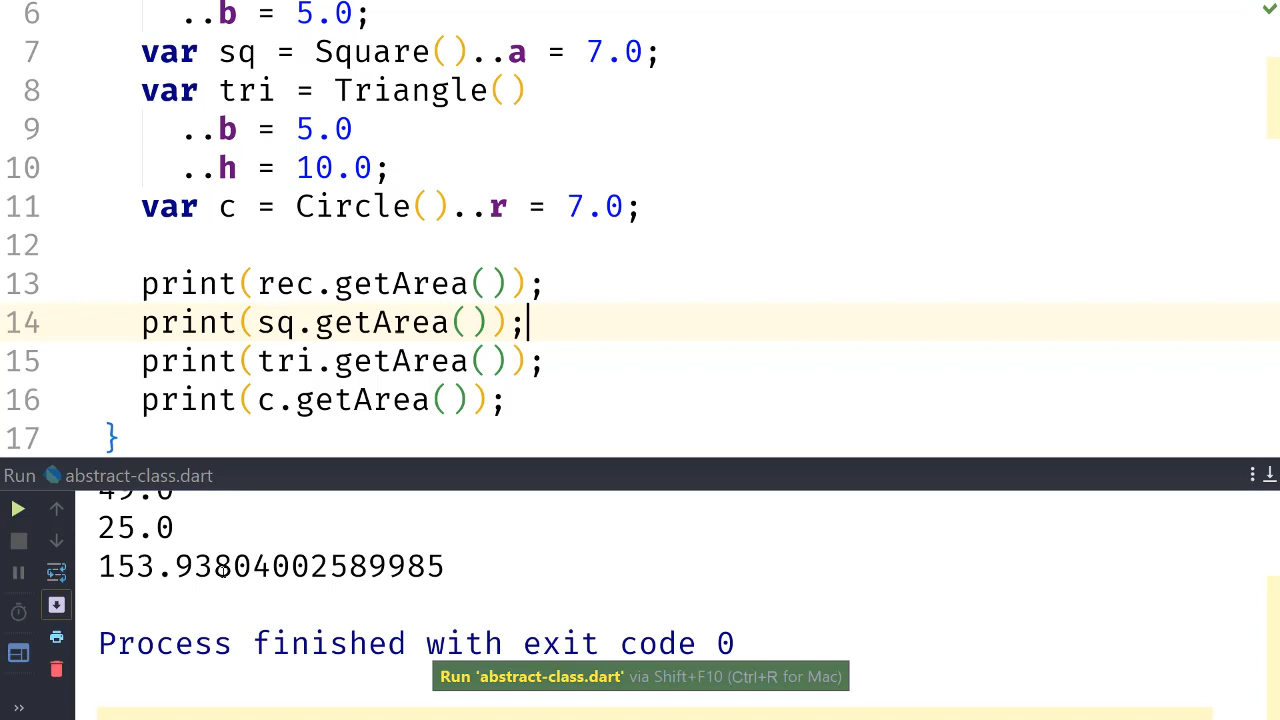 6 ..b = 5.0;
7 var sq = Square()..a = 7.0;
8 var tri = Triangle()
9 ..b = 5.0
10 ..h = 10.0;
11 var c = Circle()..r = 7.0;
12
13 print(rec.getArea());
14 print(sq.getArea());
15 print(tri.getArea());
16 print(c.getArea());
17 }
Run abstract-class.dart
49.0
25.0
153.93804002589985
Process finished with exit code 0
Run 'abstract-class.dart' via Shift+F10 (Ctrl+R for Mac)